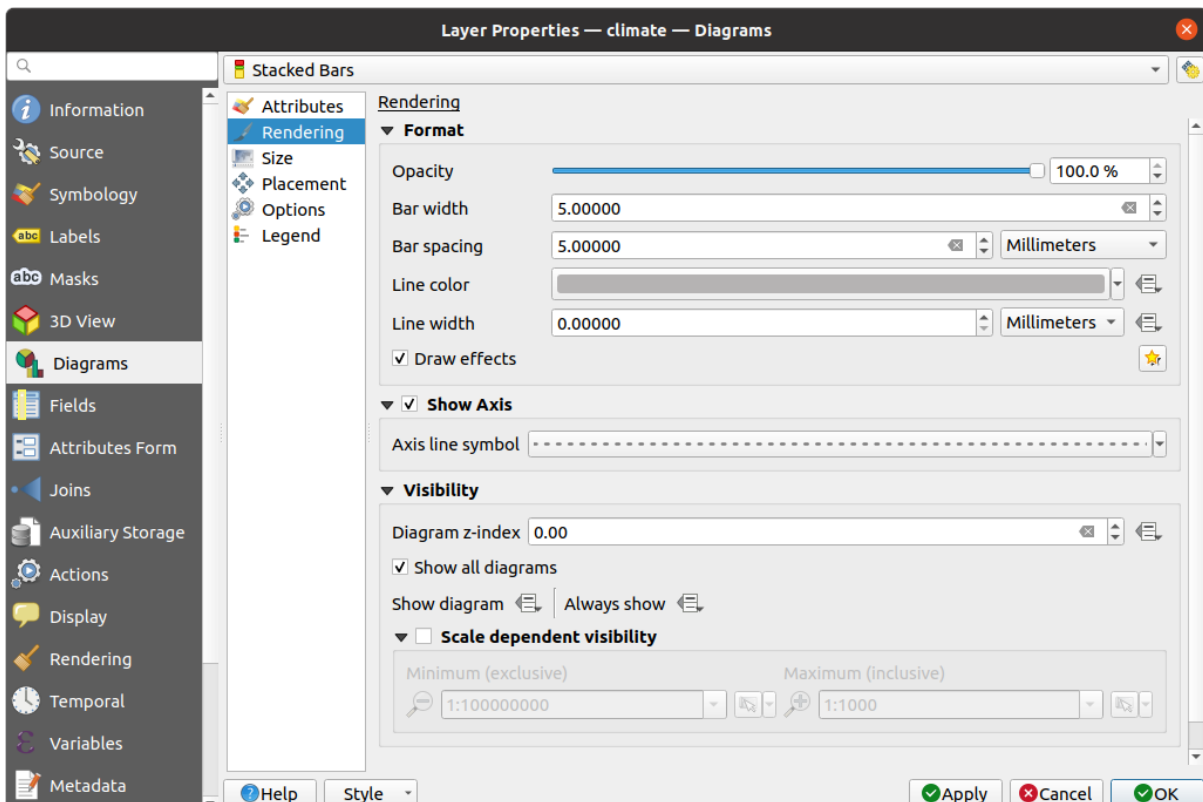 Layer Properties — climate — Diagrams
Stacked Bars
Information
Source
Symbology
abc Labels
abc Masks
3D View
Diagrams
Fields
Attributes Form
Joins
Auxiliary Storage
Actions
Display
Rendering
Temporal
Variables
Metadata
Attributes
Rendering
Size
Placement
Options
Legend
Rendering
Format
Opacity 100.0 %
Bar width 5.00000
Bar spacing 5.00000 Millimeters
Line color
Line width 0.00000 Millimeters
Draw effects
Show Axis
Axis line symbol
Visibility
Diagram z-index 0.00
Show all diagrams
Show diagram Always show
Scale dependent visibility
Minimum (exclusive) Maximum (inclusive)
1:100000000 1:1000
Help Style Apply Cancel OK